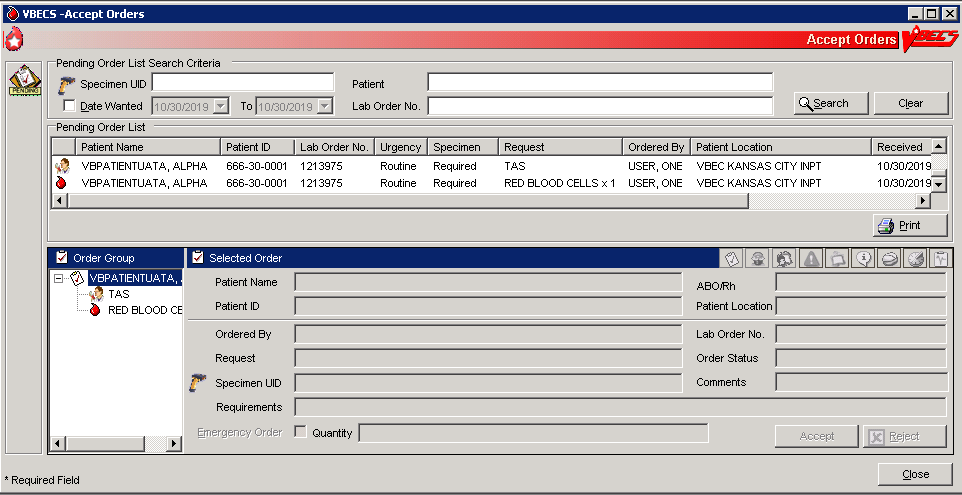 VBECS -Accept Orders
Accept Orders VBECS
Pending Order List Search Criteria
Specimen UID Patient
Date Wanted 10/30/2019 To 10/30/2019 Lab Order No. Search Clear
PENDING
Pending Order List
Patient Name Patient ID Lab Order No. Urgency Specimen Request Ordered By Patient Location Received
VBPATIENTUATA, ALPHA 666-30-0001 1213975 Routine Required TAS USER, ONE VBEC KANSAS CITY INPT 10/30/2019
VBPATIENTUATA, ALPHA 666-30-0001 1213975 Routine Required RED BLOOD CELLS x 1 USER, ONE VBEC KANSAS CITY INPT 10/30/2019
Print
Order Group Selected Order
VBPATIENTUATA, 
TAS
RED BLOOD CE
Patient Name ABO/Rh
Patient ID Patient Location
Ordered By Lab Order No.
Request Order Status
Specimen UID Comments
Requirements
Emergency Order Quantity Accept Reject
* Required Field Close